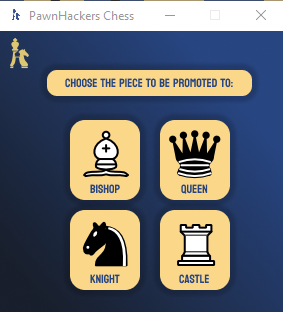 PawnHackers Chess
CHOOSE THE PIECE TO BE PROMOTED TO:
BISHOP
QUEEN
KNIGHT
CASTLE